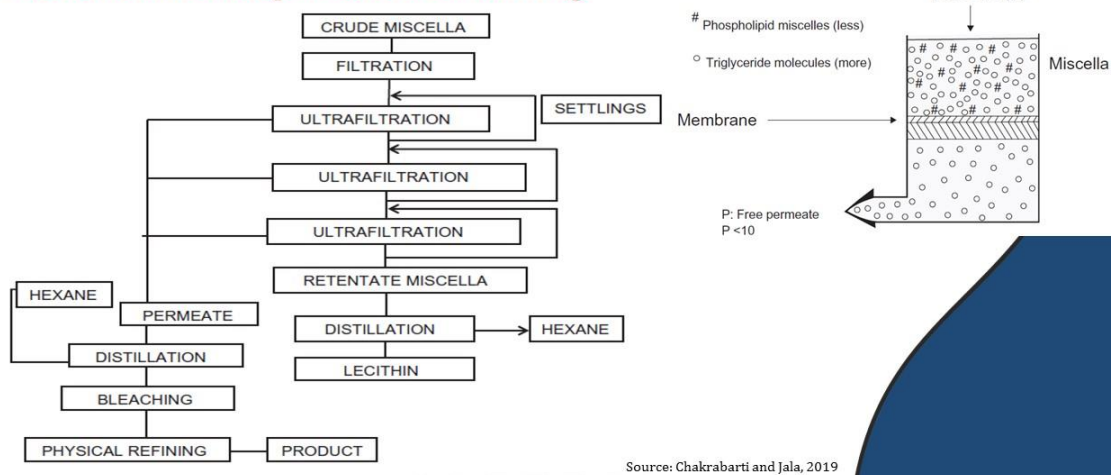 CRUDE MISCELLA
FILTRATION
SETTLINGS
ULTRAFILTRATION
ULTRAFILTRATION
ULTRAFILTRATION
RETENTATE MISCELLA
HEXANE
PERMEATE
DISTILLATION
HEXANE
DISTILLATION
LECITHIN
BLEACHING
PHYSICAL REFINING
PRODUCT
# Phospholipid miscelles (less)
Triglyceride molecules (more)
Miscella
Membrane
P: Free permeate
P <10
Source: Chakrabarti and Jala, 2019